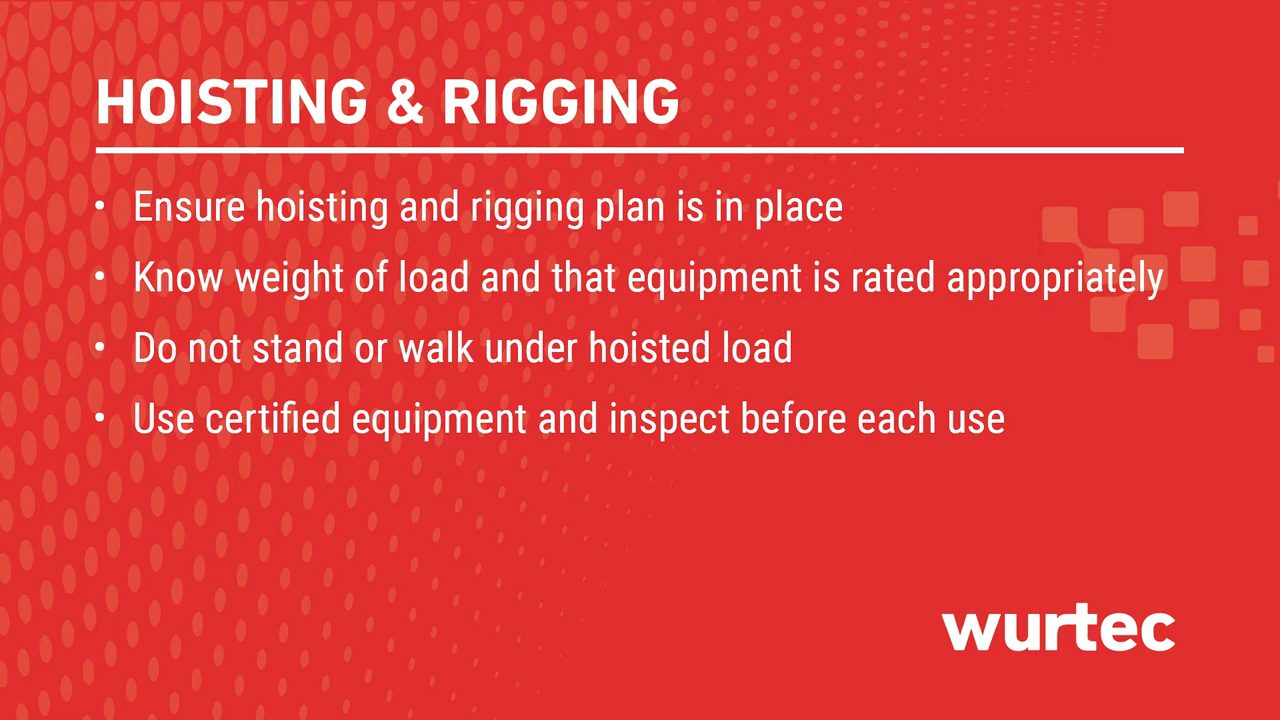 HOISTING & RIGGING
• Ensure hoisting and rigging plan is in place
• Know weight of load and that equipment is rated appropriately
• Do not stand or walk under hoisted load
• Use certified equipment and inspect before each use
wurtec